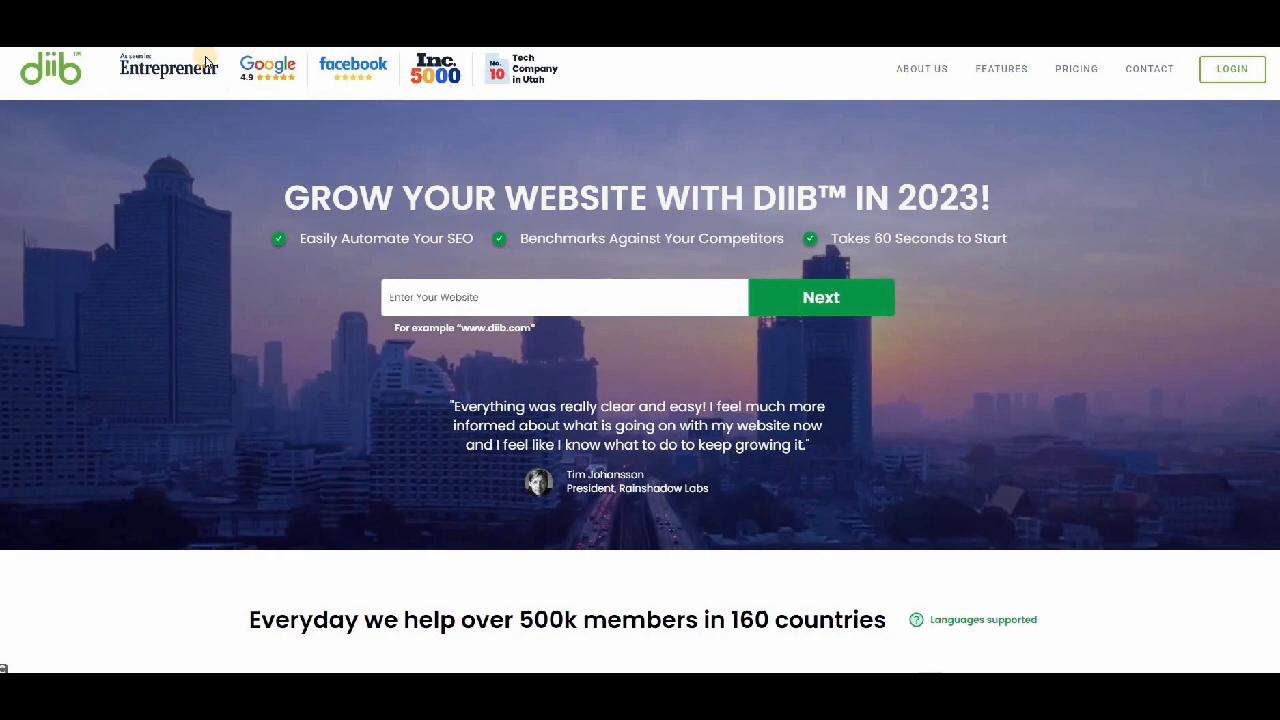 diib™
As seen in:
Entrepreneur
Google
4.9
facebook
Inc.
5000
No.
10
Tech
Company
in Utah
ABOUT US
FEATURES
PRICING
CONTACT
LOGIN
GROW YOUR WEBSITE WITH DIIB™ IN 2023!
Easily Automate Your SEO
Benchmarks Against Your Competitors
Takes 60 Seconds to Start
Enter Your Website
Next
For example "www.diib.com"
"Everything was really clear and easy! I feel much more
informed about what is going on with my website now
and I feel like I know what to do to keep growing it."
Tim Johansson
President, Rainshadow Labs
Everyday we help over 500k members in 160 countries
? Languages supported